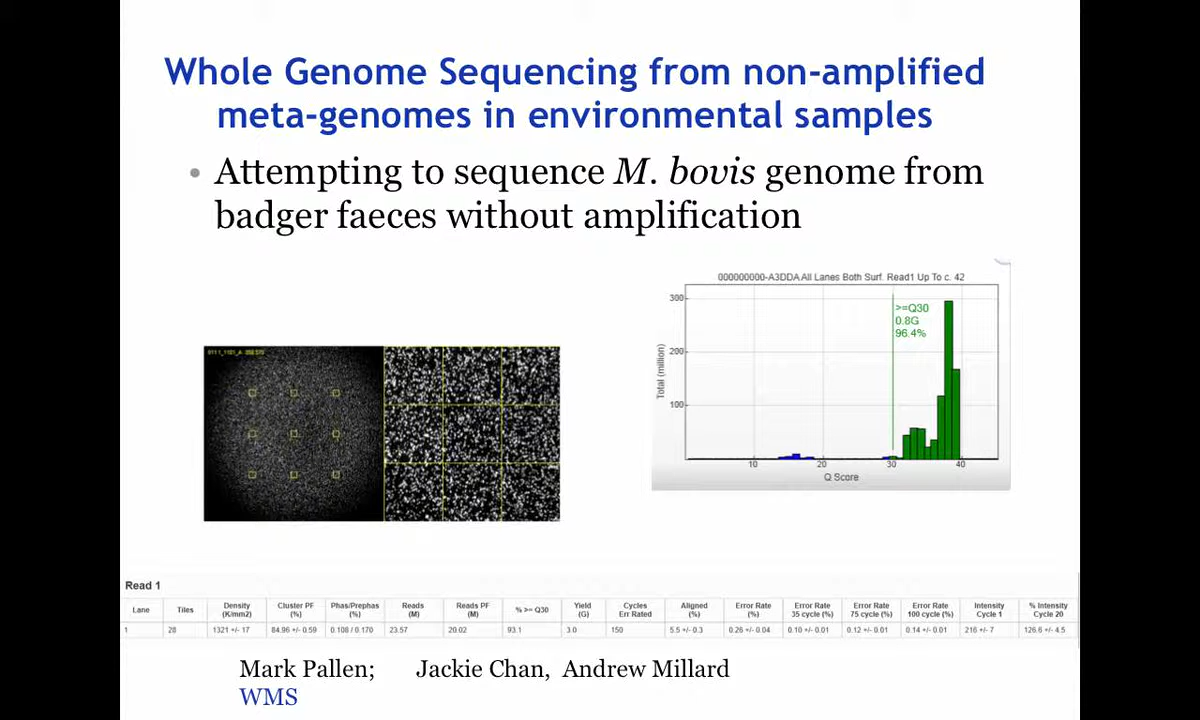 Whole Genome Sequencing from non-amplified
meta-genomes in environmental samples
• Attempting to sequence M. bovis genome from
badger faeces without amplification
000000000-A3DDA All Lanes Both Surf. Read1 Up To c. 42
>=Q30
0.8G
96.4%
300
200
100
Total (million)
10 20 30 40
Q Score
Read 1
Lane Tiles Density (K/mm2) Cluster PF (%) Phas/Prephas (%) Reads (M) Reads PF (M) % >= Q30 Yield (G) Cycles Err Rated Aligned (%) Error Rate (%) Error Rate 35 cycle (%) Error Rate 75 cycle (%) Error Rate 100 cycle (%) Intensity Cycle 1 % Intensity Cycle 20
1 28 1321 +/- 17 84.96 +/- 0.59 0.108 / 0.170 23.57 20.02 93.1 3.0 150 5.5 +/- 0.3 0.26 +/- 0.04 0.10 +/- 0.01 0.12 +/- 0.01 0.14 +/- 0.01 216 +/- 7 126.6 +/- 4.5
Mark Pallen; Jackie Chan, Andrew Millard
WMS